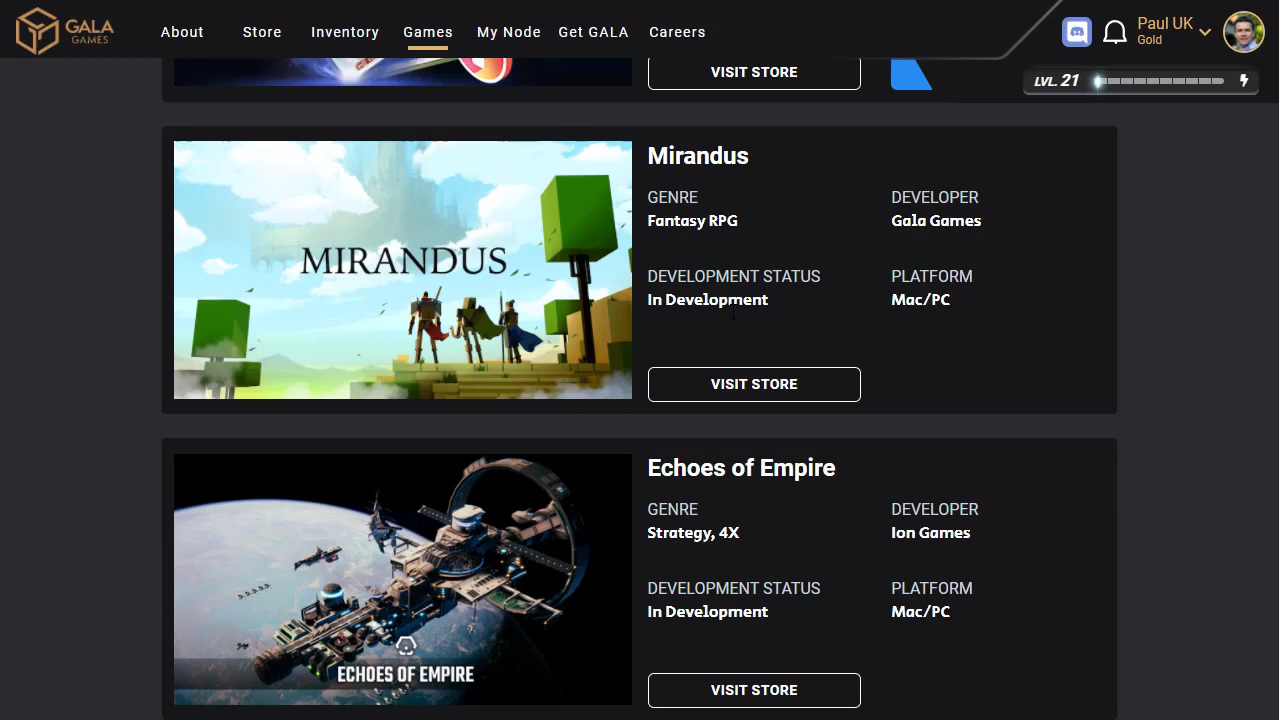 GALA
GAMES
About
Store
Inventory
Games
My Node
Get GALA
Careers
Paul UK
Gold
LVL. 21
VISIT STORE
MIRANDUS
Mirandus
GENRE
Fantasy RPG
DEVELOPER
Gala Games
DEVELOPMENT STATUS
In Development
PLATFORM
Mac/PC
VISIT STORE
ECHOES OF EMPIRE
Echoes of Empire
GENRE
Strategy, 4X
DEVELOPER
Ion Games
DEVELOPMENT STATUS
In Development
PLATFORM
Mac/PC
VISIT STORE